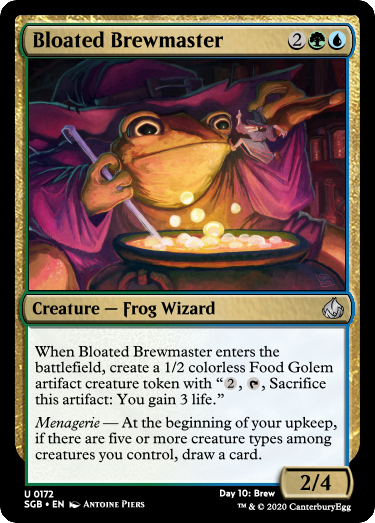 Bloated Brewmaster 2
Creature — Frog Wizard
When Bloated Brewmaster enters the
battlefield, create a 1/2 colorless Food Golem
artifact creature token with “2, , Sacrifice
this artifact: You gain 3 life.”
Menagerie — At the beginning of your upkeep,
if there are five or more creature types among
creatures you control, draw a card.
2/4
U 0172
SGB • EN Antoine Piers
Day 10: Brew
™ & © 2020 CanterburyEgg